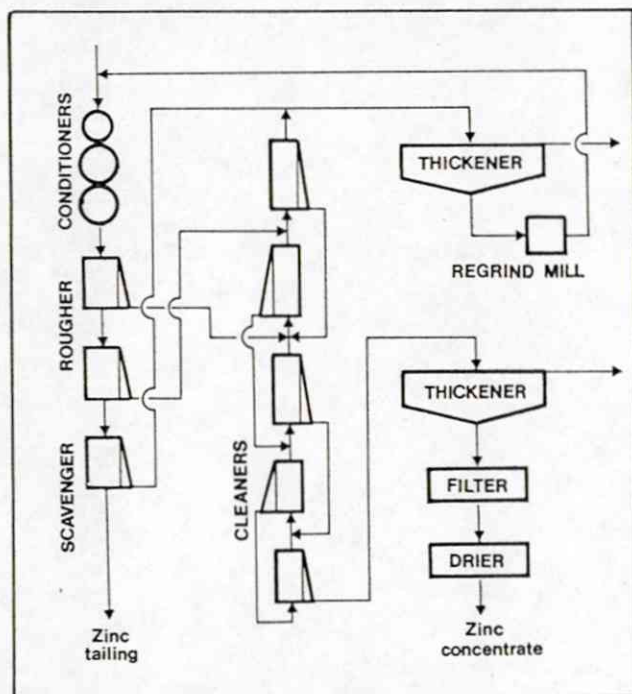 CONDITIONERS
THICKENER
REGRIND MILL
ROUGHER
THICKENER
SCAVENGER
CLEANERS
FILTER
DRIER
Zinc
tailing
Zinc
concentrate